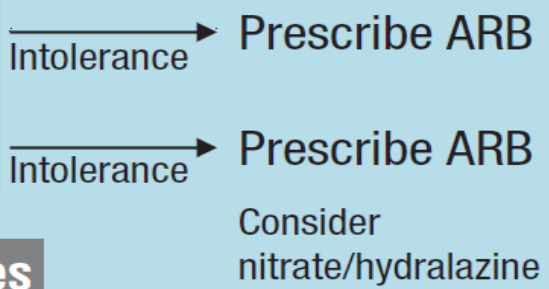 Prescribe ARB
Intolerance
Prescribe ARB
Intolerance
Consider
nitrate/hydralazine